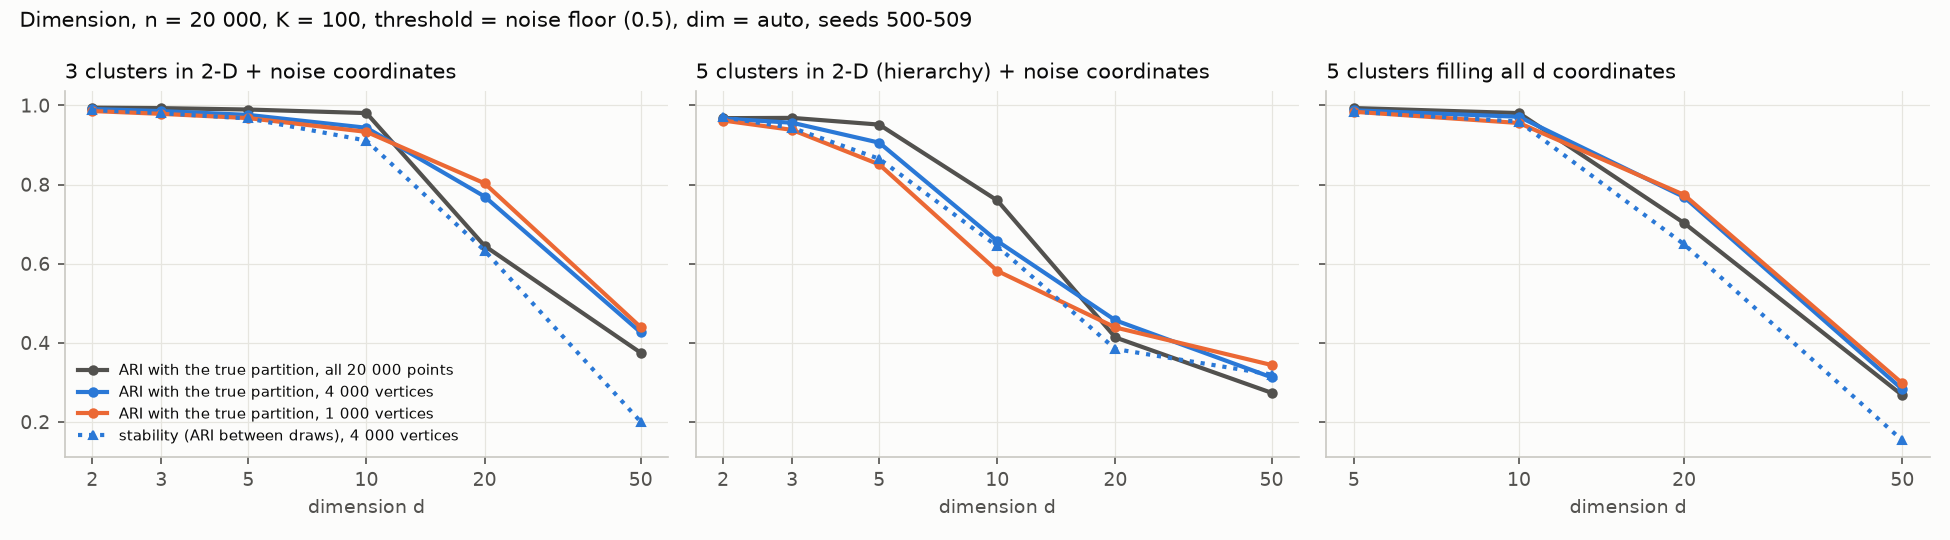 Dimension, n = 20 000, K = 100, threshold = noise floor (0.5), dim = auto, seeds 500-509
3 clusters in 2-D + noise coordinates
5 clusters in 2-D (hierarchy) + noise coordinates
5 clusters filling all d coordinates
1.0
0.8
0.6
0.4
0.2
ARI with the true partition, all 20 000 points
ARI with the true partition, 4 000 vertices
ARI with the true partition, 1 000 vertices
stability (ARI between draws), 4 000 vertices
2 3 5 10 20 50
2 3 5 10 20 50
5 10 20 50
dimension d
dimension d
dimension d